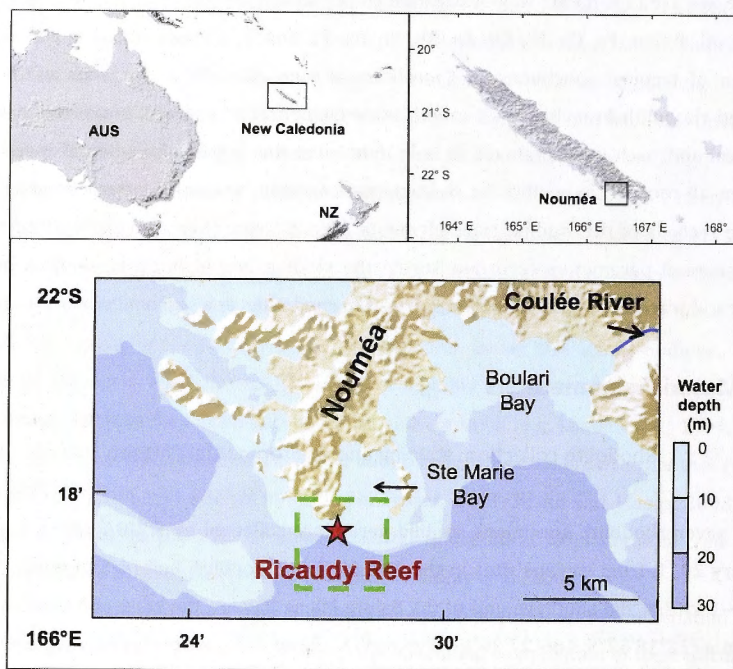 AUS
New Caledonia
NZ
20°
21° S
22° S
Nouméa
164° E
165° E
166° E
167° E
168° E
22°S
18'
166°E
24'
30'
Coulée River
Nouméa
Boulari
Bay
Ste Marie
Bay
Ricaudy Reef
5 km
Water
depth
(m)
0
10
20
30